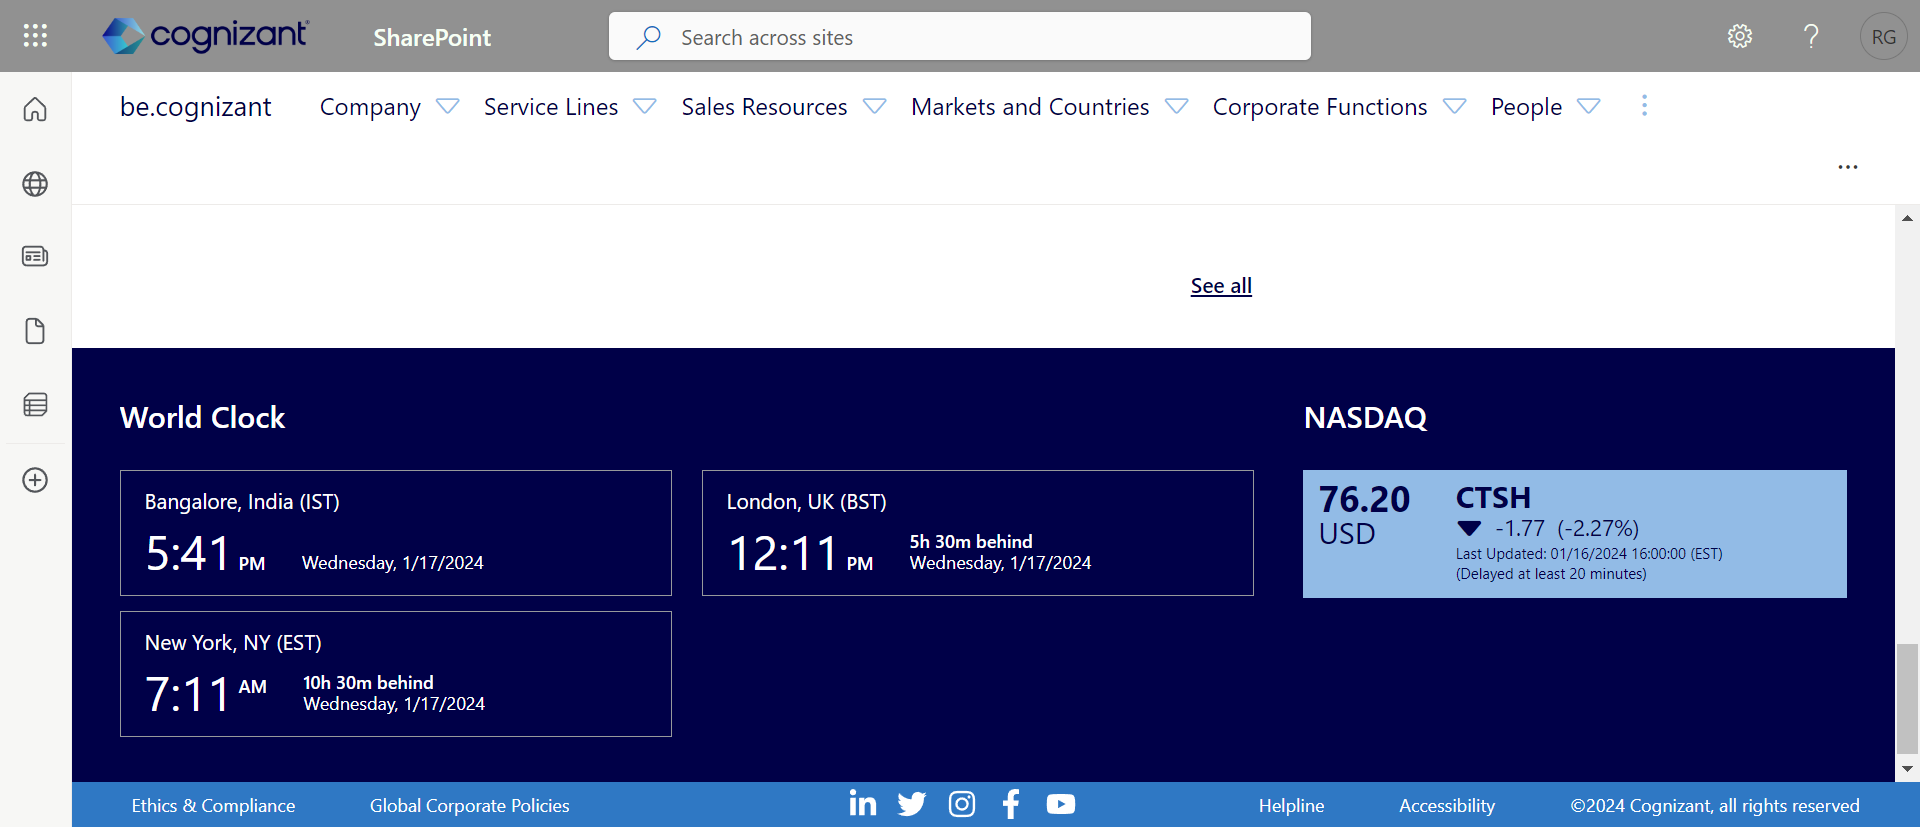 cognizant
SharePoint
Search across sites
RG
be.cognizant
Company
Service Lines
Sales Resources
Markets and Countries
Corporate Functions
People
See all
World Clock
Bangalore, India (IST)
5:41 PM
Wednesday, 1/17/2024
London, UK (BST)
12:11 PM
5h 30m behind
Wednesday, 1/17/2024
New York, NY (EST)
7:11 AM
10h 30m behind
Wednesday, 1/17/2024
NASDAQ
76.20
USD
CTSH
-1.77 (-2.27%)
Last Updated: 01/16/2024 16:00:00 (EST)
(Delayed at least 20 minutes)
Ethics & Compliance
Global Corporate Policies
Helpline
Accessibility
©2024 Cognizant, all rights reserved